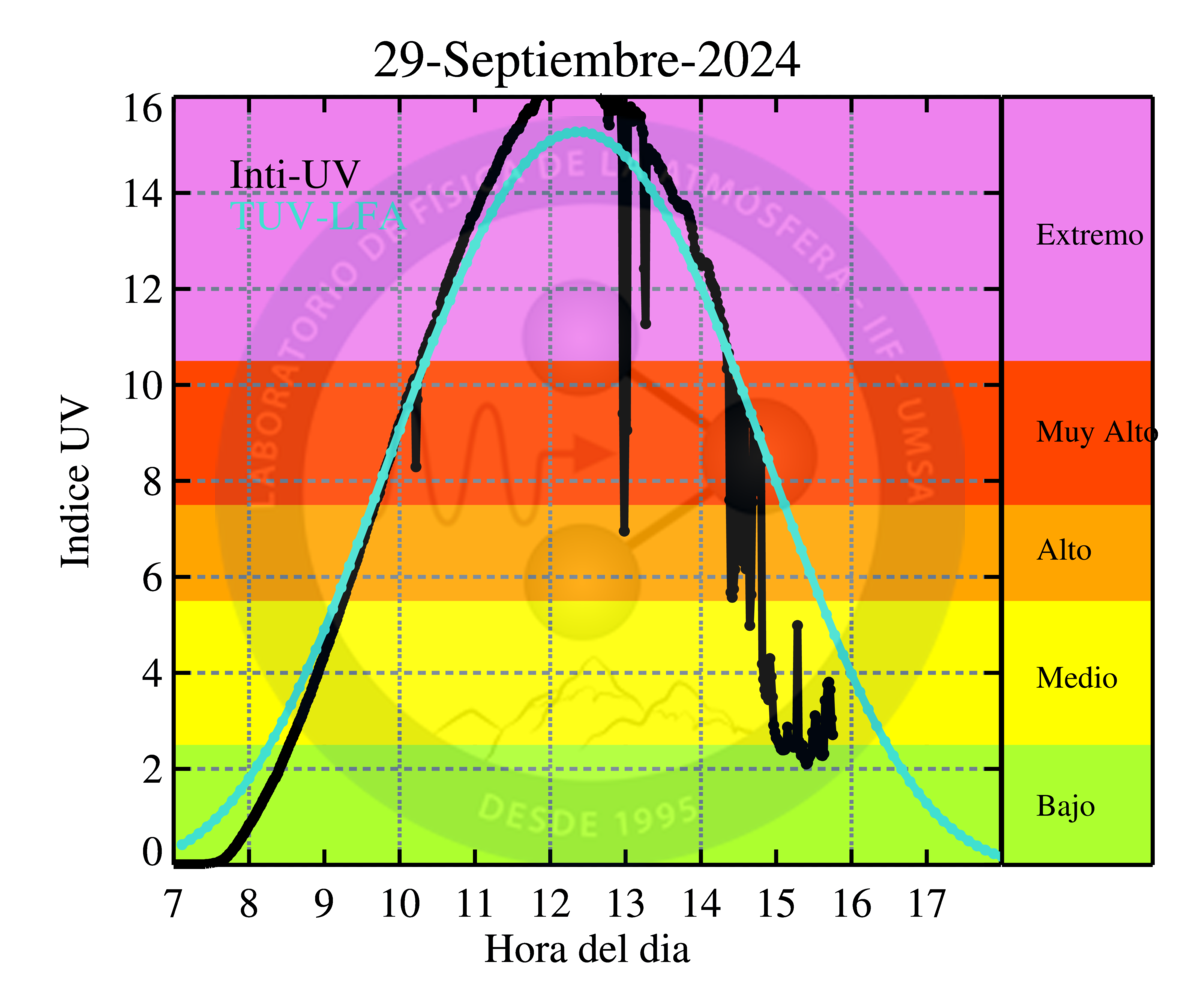 29-Septiembre-2024
16
14
12
10
8
6
4
2
0
Indice UV
Inti-UV
TUV-LFA
LABORATORIO DE FÍSICA DE LA ATMÓSFERA - IIF - UMSA
DESDE 1995
Extremo
Muy Alto
Alto
Medio
Bajo
7 8 9 10 11 12 13 14 15 16 17
Hora del dia